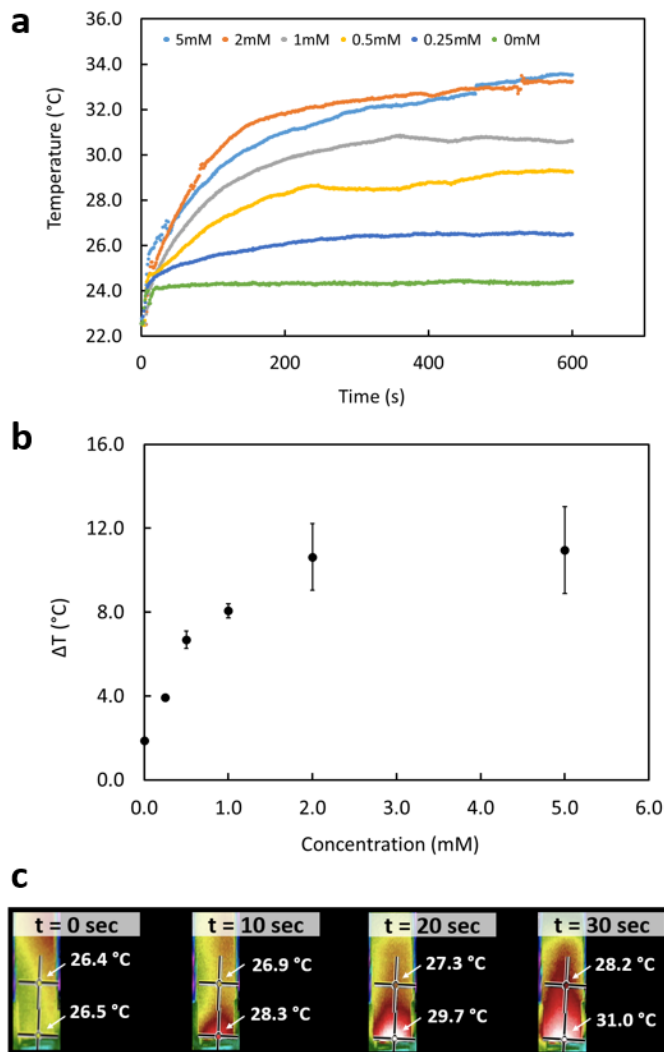 a
5mM 2mM 1mM 0.5mM 0.25mM 0mM
34.0
32.0
30.0
28.0
26.0
24.0
22.0
Temperature (°C)
0 200 400 600
Time (s)
b
16.0
12.0
8.0
4.0
0.0
ΔT (°C)
0.0 1.0 2.0 3.0 4.0 5.0 6.0
Concentration (mM)
c
t = 0 sec t = 10 sec t = 20 sec t = 30 sec
26.4 °C 26.9 °C 27.3 °C 28.2 °C
26.5 °C 28.3 °C 29.7 °C 31.0 °C